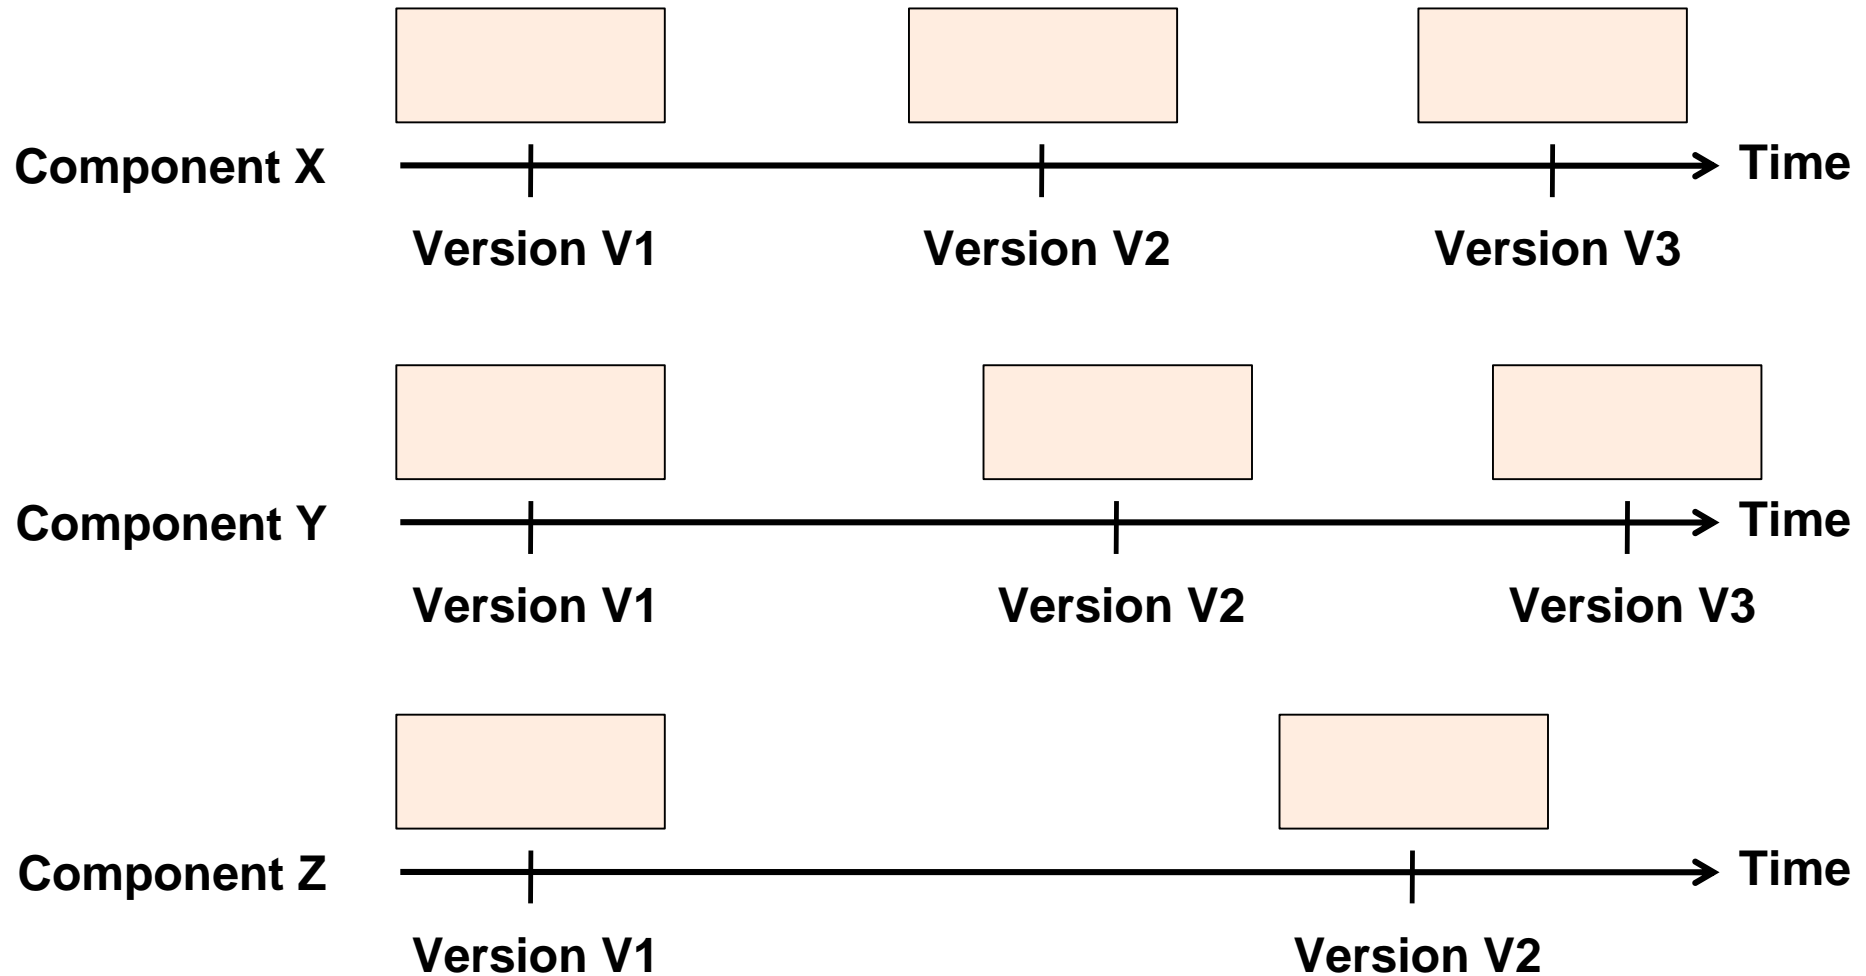 Component X
Time
Version V1
Version V2
Version V3
Component Y
Time
Version V1
Version V2
Version V3
Component Z
Time
Version V1
Version V2